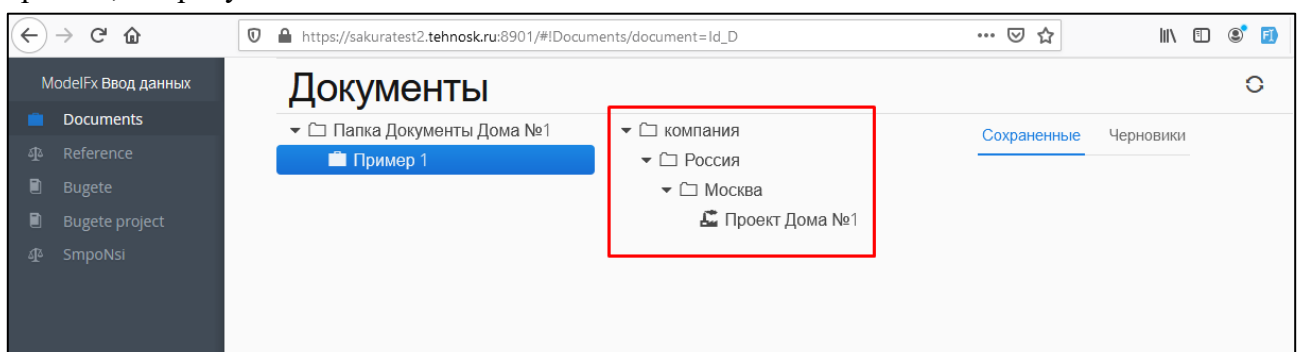 https://sakuratest2.tehnosk.ru:8901/#!Documents/document=Id_D
ModelFx Ввод данных
Documents
Reference
Bugete
Bugete project
SmpoNsi
Документы
Папка Документы Дома №1
Пример 1
компания
Россия
Москва
Проект Дома №1
Сохраненные Черновики